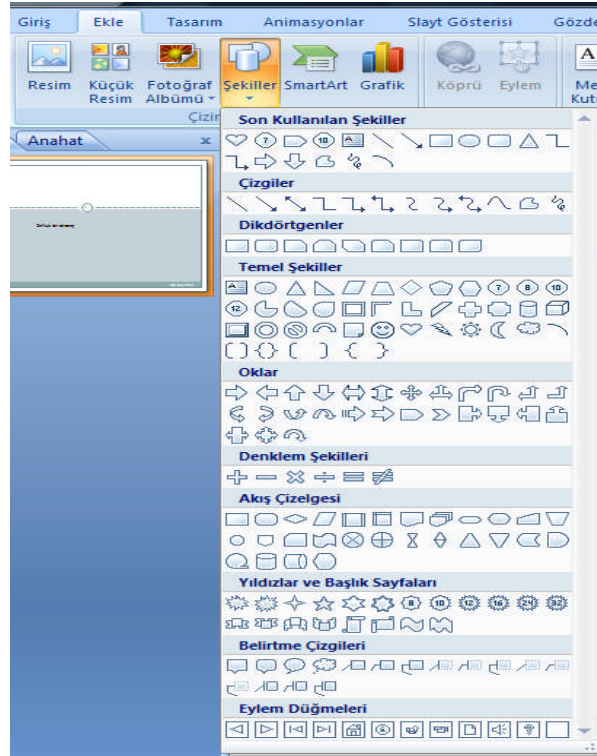 Giriş Ekle Tasarım Animasyonlar Slayt Gösterisi Gözde
Resim Küçük Resim Fotoğraf Albümü Şekiller SmartArt Grafik Köprü Eylem Me
Kutu
Çizir
Anahat x
Son Kullanılan Şekiller
Çizgiler
Dikdörtgenler
Temel Şekiller
Oklar
Denklem Şekilleri
Akış Çizelgesi
Yıldızlar ve Başlık Sayfaları
Belirtme Çizgileri
Eylem Düğmeleri